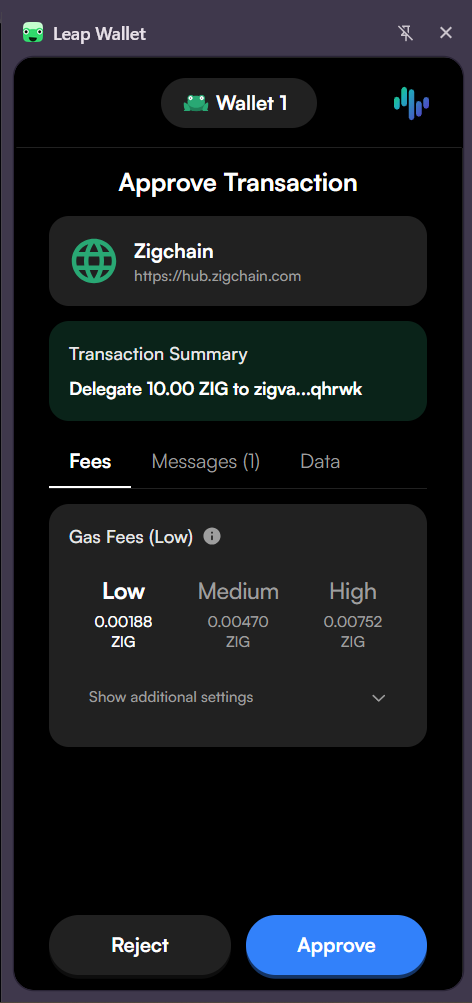 Leap Wallet
Wallet 1
Approve Transaction
Zigchain
https://hub.zigchain.com
Transaction Summary
Delegate 10.00 ZIG to zigva...qhrwk
Fees Messages (1) Data
Gas Fees (Low)
Low Medium High
0.00188 0.00470 0.00752
ZIG ZIG ZIG
Show additional settings
Reject Approve